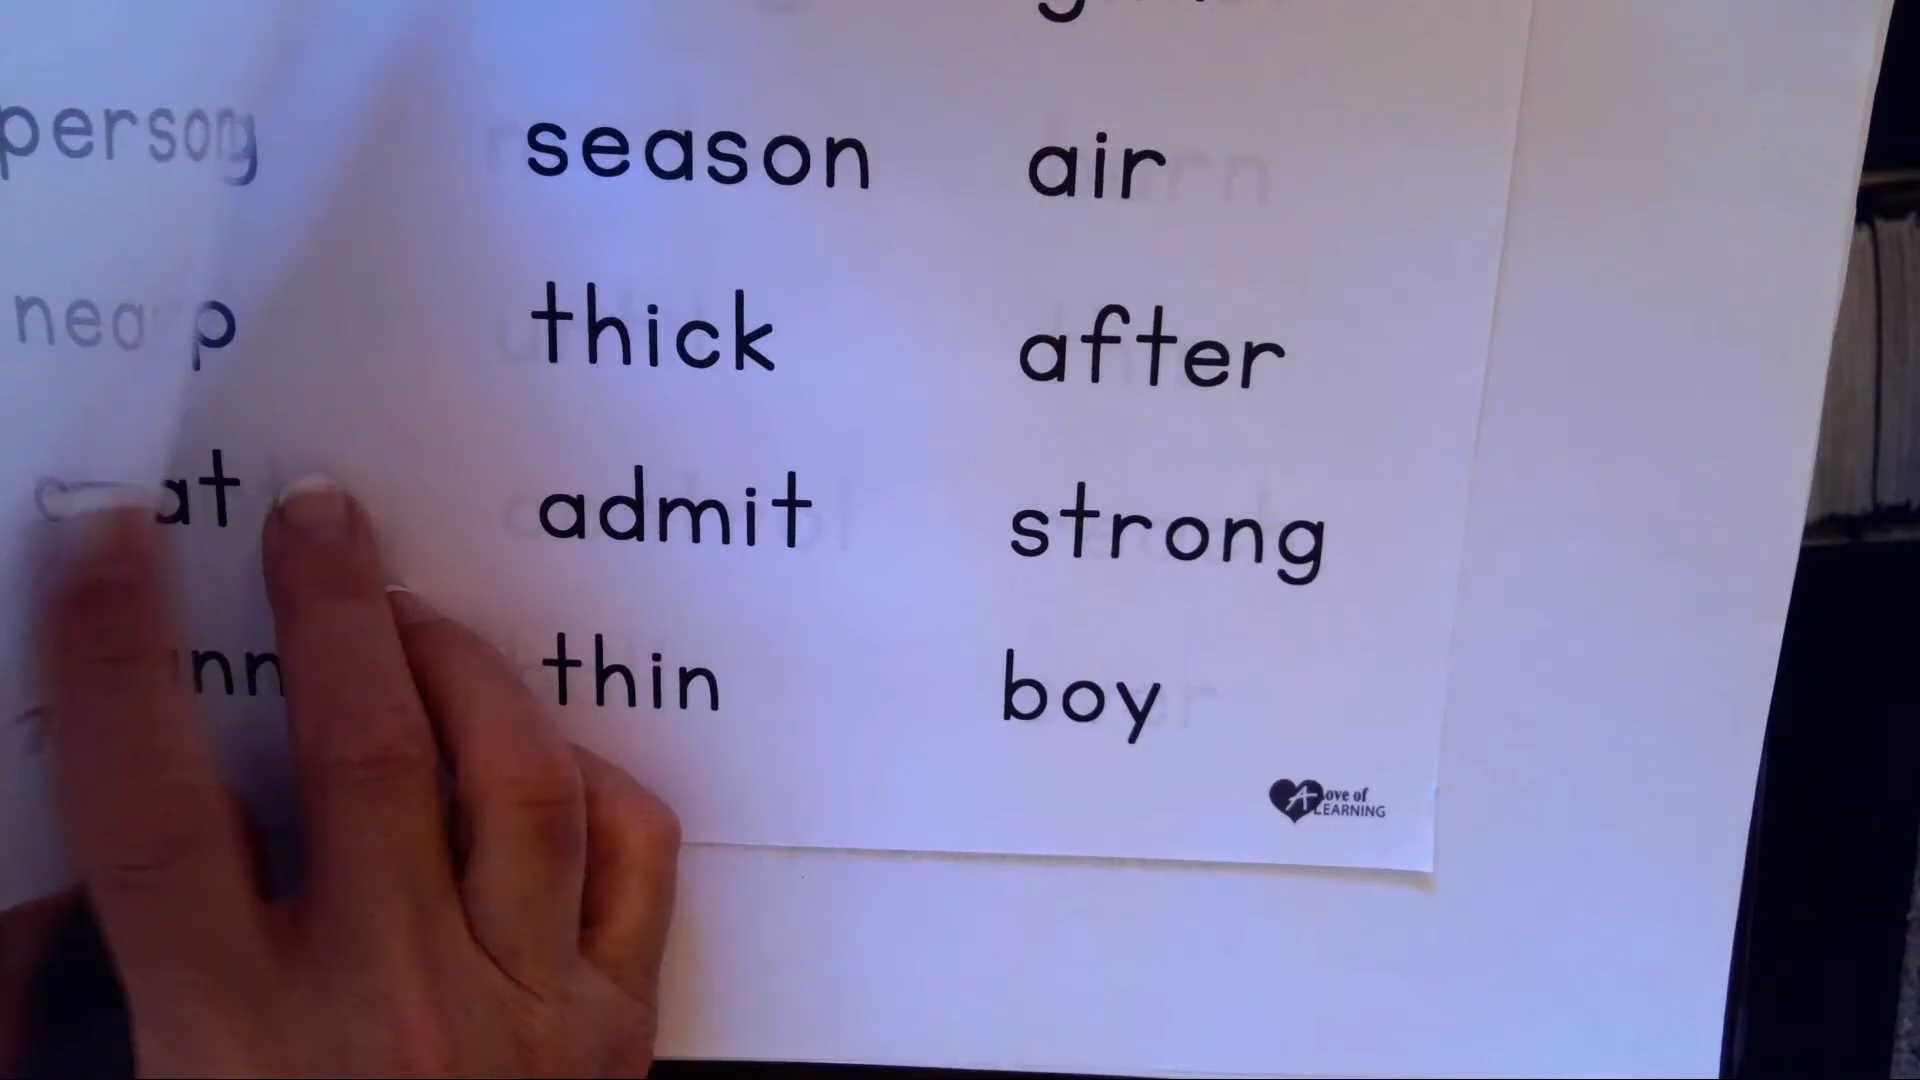 person season air
thick after
admit strong
thin boy
A Love of
LEARNING